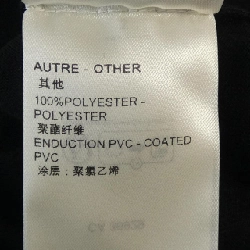 AUTRE - OTHER
其他
100%POLYESTER -
POLYESTER
聚酯纤维
ENDUCTION PVC - COATED
PVC
涂层：聚氯乙烯